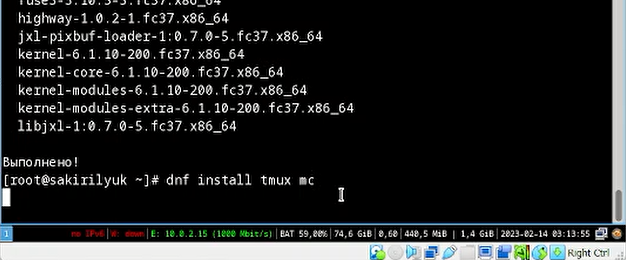 fuse3-3.10.5-5.fc37.x86_64
highway-1.0.2-1.fc37.x86_64
jxl-pixbuf-loader-1:0.7.0-5.fc37.x86_64
kernel-6.1.10-200.fc37.x86_64
kernel-core-6.1.10-200.fc37.x86_64
kernel-modules-6.1.10-200.fc37.x86_64
kernel-modules-extra-6.1.10-200.fc37.x86_64
libjxl-1:0.7.0-5.fc37.x86_64
Выполнено!
[root@sakirilyuk ~]# dnf install tmux mc
1 no IPv6 | W: down | E: 10.0.2.15 (1000 Mbit/s) | BAT 59,00% | 74,6 GiB | 0,60 | 440,5 MiB | 1,4 GiB | 2023-02-14 03:13:55
Right Ctrl